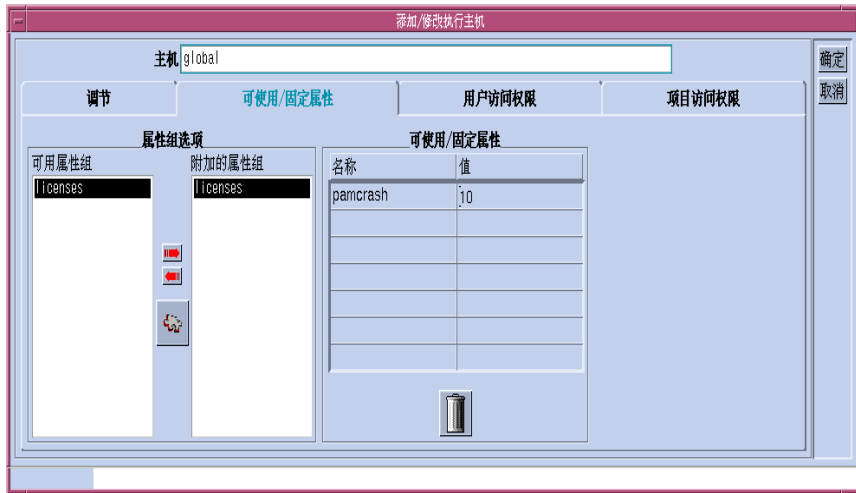 添加/修改执行主机
主机 global
确定
取消
调节 可使用/固定属性 用户访问权限 项目访问权限
属性组选项 可使用/固定属性
可用属性组 附加的属性组 名称 值
licenses licenses pamcrash 10